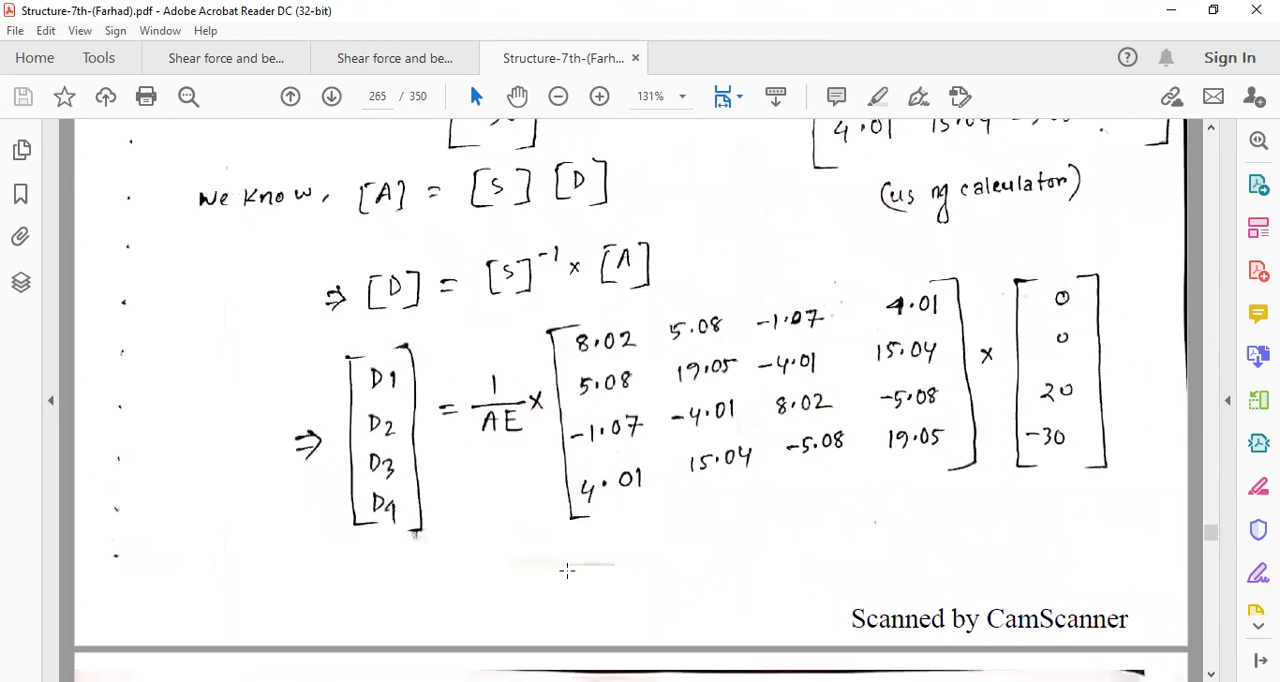 Structure-7th-(Farhad).pdf - Adobe Acrobat Reader DC (32-bit)
File Edit View Sign Window Help
Home Tools Shear force and be... Shear force and be... Structure-7th-(Farh... × Sign In
265 / 350 131%
4.01 15.04
We know, [A] = [S] [D]
(using calculator)
⇒ [D] = [S]⁻¹ × [A]
⇒ [D1 D2 D3 D4] = 1/AE × [8.02 5.08 -1.07 4.01
5.08 19.05 -4.01 15.04
-1.07 -4.01 8.02 -5.08
4.01 15.04 -5.08 19.05] × [0 0 20 -30]
Scanned by CamScanner